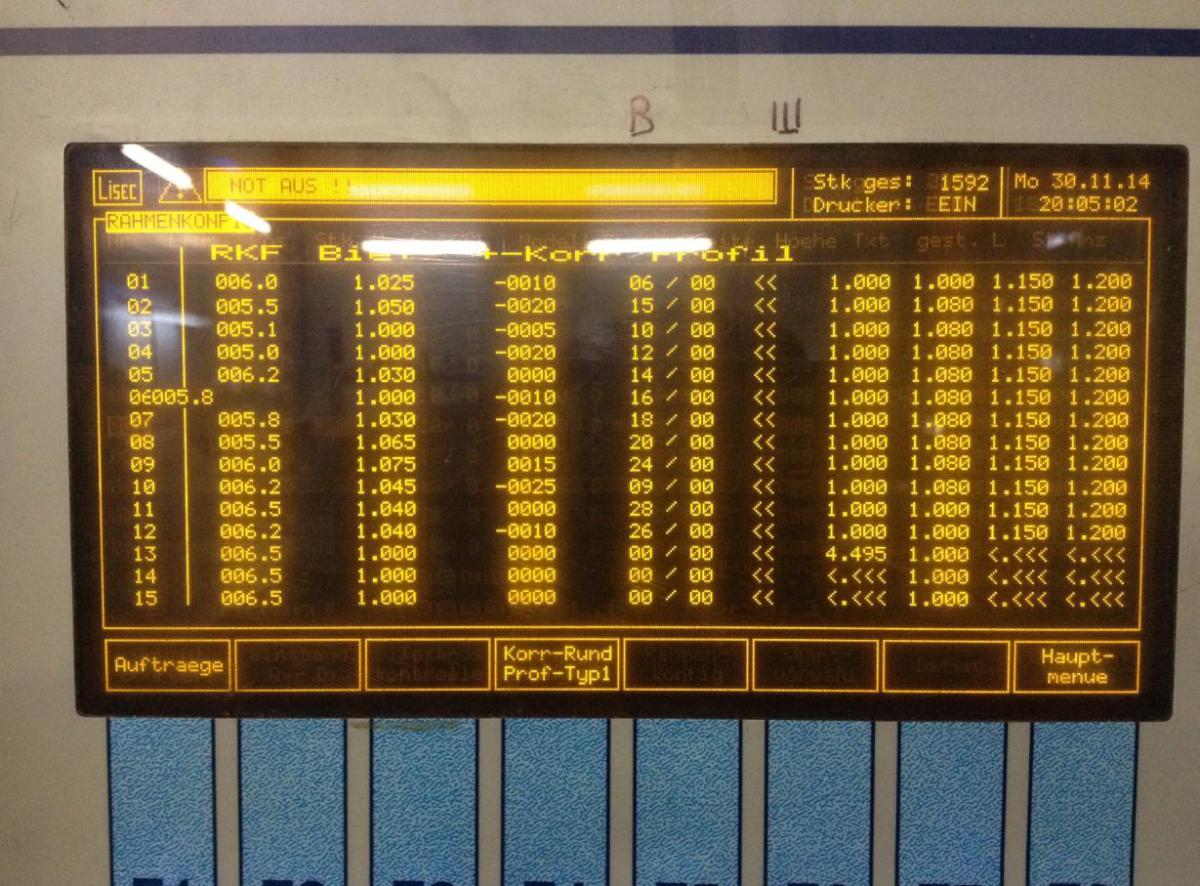 В Ш
LiSEC NOT AUS !! Stk ges: 1592 Mo 30.11.14
Drucker: EEIN 20:05:02
RKF +-Korr Profil
01 006.0 1.025 -0010 06 / 00 << 1.000 1.000 1.150 1.200
02 005.5 1.050 -0020 15 / 00 << 1.000 1.080 1.150 1.200
03 005.1 1.000 -0005 10 / 00 << 1.000 1.080 1.150 1.200
04 005.0 1.000 -0020 12 / 00 << 1.000 1.080 1.150 1.200
05 006.2 1.030 0000 14 / 00 << 1.000 1.080 1.150 1.200
06005.8 1.000 -0010 16 / 00 << 1.000 1.080 1.150 1.200
07 005.8 1.030 -0020 18 / 00 << 1.000 1.080 1.150 1.200
08 005.5 1.065 0000 20 / 00 << 1.000 1.080 1.150 1.200
09 006.0 1.075 0015 24 / 00 << 1.000 1.080 1.150 1.200
10 006.2 1.045 -0025 09 / 00 << 1.000 1.080 1.150 1.200
11 006.5 1.040 0000 28 / 00 << 1.000 1.080 1.150 1.200
12 006.2 1.040 -0010 26 / 00 << 1.000 1.080 1.150 1.200
13 006.5 1.000 0000 00 / 00 << 4.495 1.000 <.<<< <.<<<
14 006.5 1.000 0000 00 / 00 << <.<<< 1.000 <.<<< <.<<<
15 006.5 1.000 0000 00 / 00 << <.<<< 1.000 <.<<< <.<<<
Auftraege Korr-Rund Haupt-
Prof-Typ1 menue